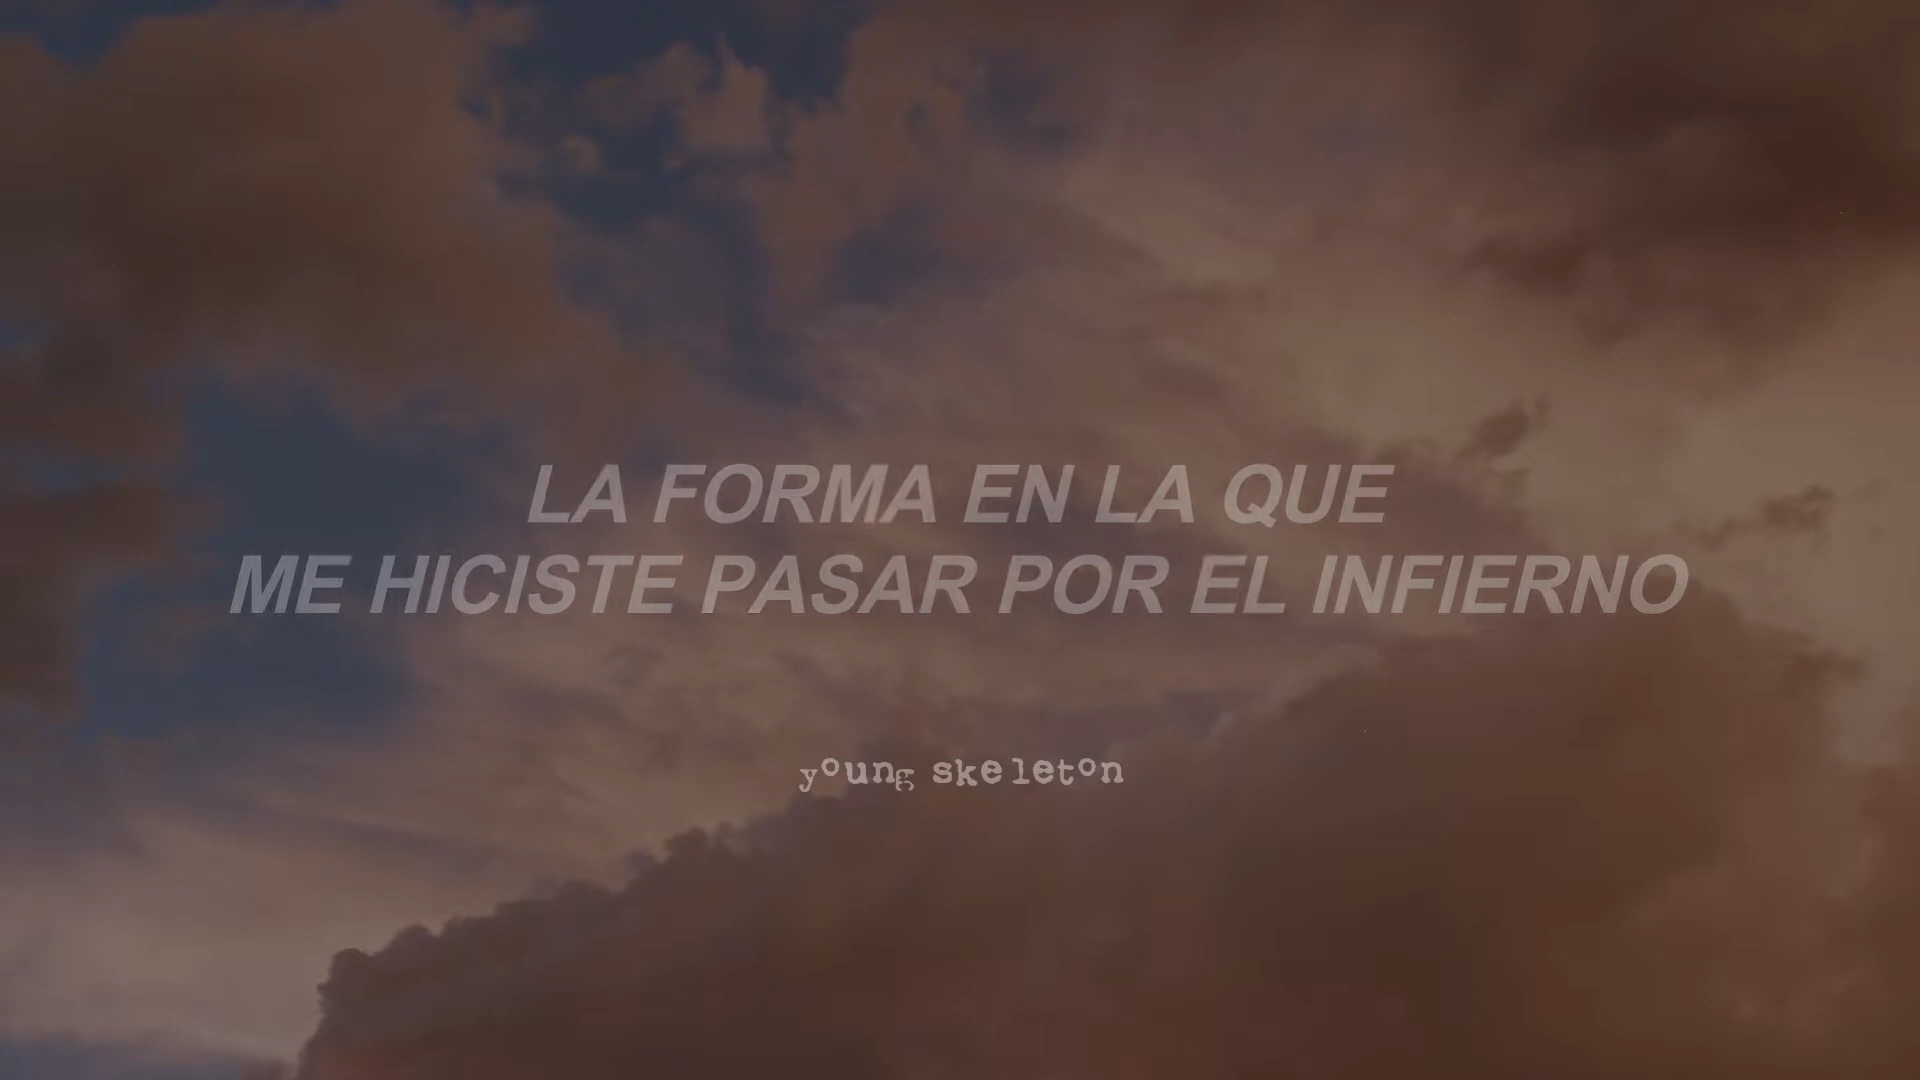 LA FORMA EN LA QUE
ME HICISTE PASAR POR EL INFIERNO
young skeleton